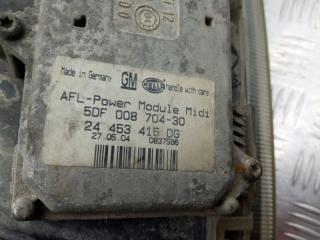 Made in Germany GM HELLA handle with care
AFL-Power Module Midi
5DF 008 704-30
24 453 415 DG
27.05.04 C837596